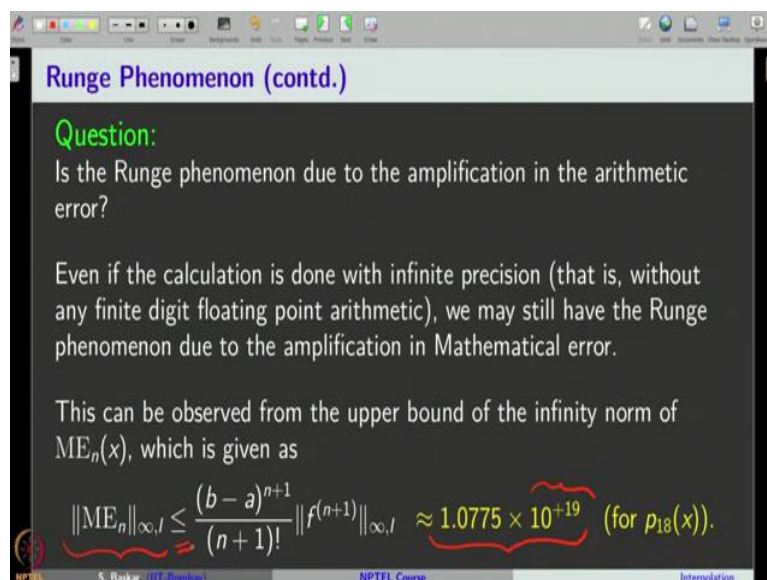 Runge Phenomenon (contd.)
Question:
Is the Runge phenomenon due to the amplification in the arithmetic
error?
Even if the calculation is done with infinite precision (that is, without
any finite digit floating point arithmetic), we may still have the Runge
phenomenon due to the amplification in Mathematical error.
This can be observed from the upper bound of the infinity norm of
MEₙ(x), which is given as
‖MEₙ‖∞,I ≤ (b − a)ⁿ⁺¹ / (n + 1)! ‖f⁽ⁿ⁺¹⁾‖∞,I ≈ 1.0775 × 10⁺¹⁹ (for p₁₈(x)).
NPTEL S. Baskar (IIT-Bombay) NPTEL Course Interpolation